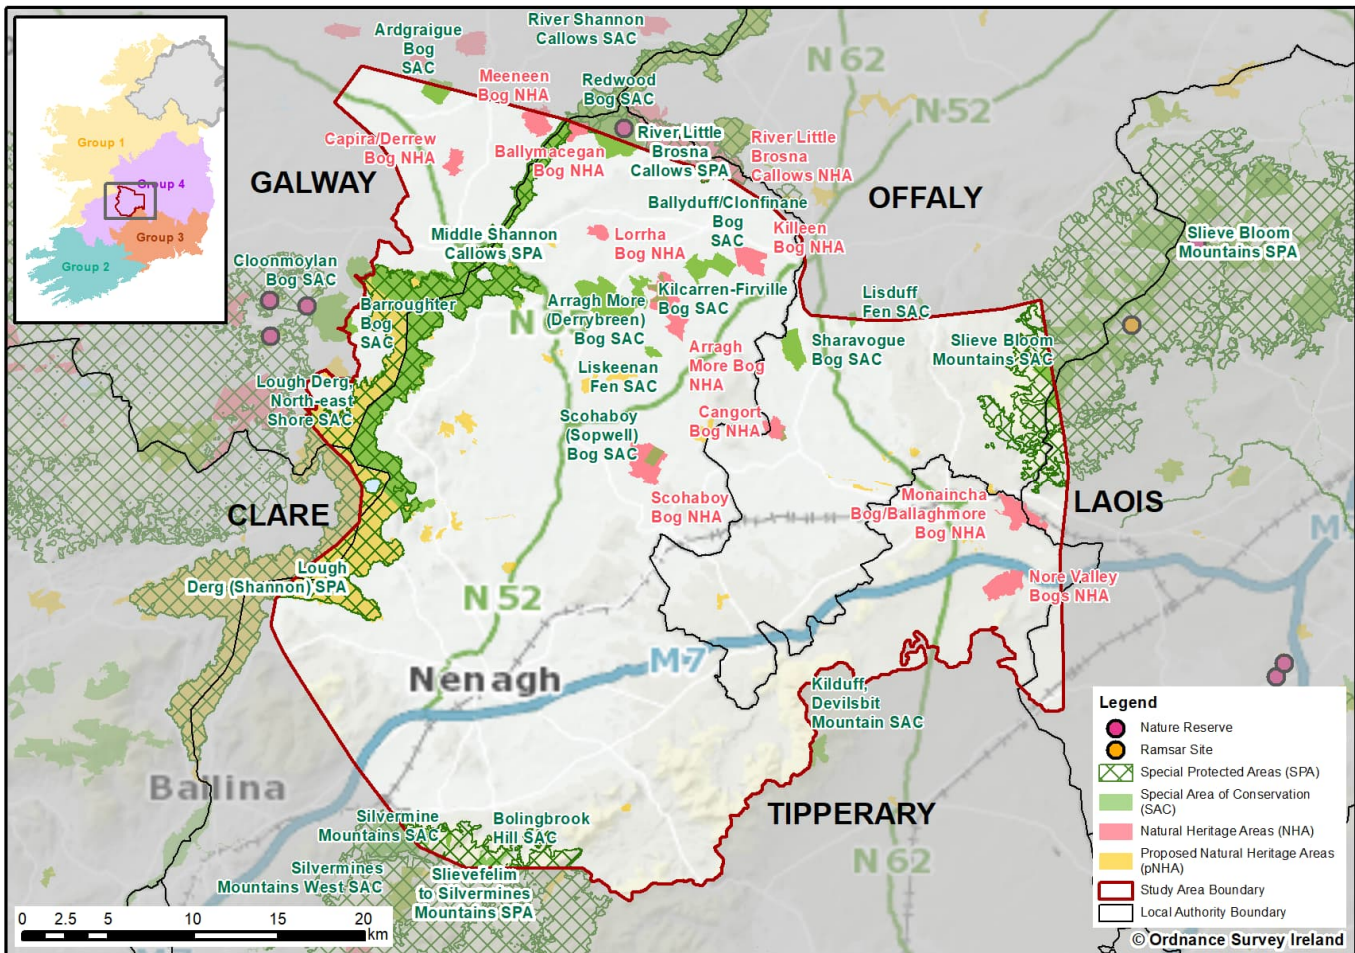 Ardgraigue
Bog
SAC
River Shannon
Callows SAC
N 62
Meeneen
Bog NHA
Redwood
Bog SAC
N 52
Group 1
Group 4
Group 3
Group 2
Capira/Derrew
Bog NHA
Ballymacegan
Bog NHA
River Little
Brosna
Callows SPA
River Little
Brosna
Callows NHA
GALWAY
OFFALY
Ballyduff/Clonfinane
Bog
SAC
Middle Shannon
Callows SPA
Lorrha
Bog NHA
Killeen
Bog NHA
Slieve Bloom
Mountains SPA
Cloonmoylan
Bog SAC
Barroughter
Bog
SAC
Arragh More
(Derrybreen)
Bog SAC
Kilcarren-Firville
Bog SAC
Lisduff
Fen SAC
Sharavogue
Bog SAC
Slieve Bloom
Mountains SAC
Arragh
More Bog
NHA
Liskeenan
Fen SAC
Lough Derg,
North-east
Shore SAC
Scohaboy
(Sopwell)
Bog SAC
Cangort
Bog NHA
CLARE
Scohaboy
Bog NHA
Monaincha
Bog/Ballaghmore
Bog NHA
LAOIS
Lough
Derg (Shannon) SPA
N 52
Nore Valley
Bogs NHA
Nenagh
M 7
Kilduff,
Devilsbit
Mountain SAC
Ballina
TIPPERARY
N 62
Silvermine
Mountains SAC
Bolingbrook
Hill SAC
Silvermines
Mountains West SAC
Slievefelim
to Silvermines
Mountains SPA
Legend
Nature Reserve
Ramsar Site
Special Protected Areas (SPA)
Special Area of Conservation
(SAC)
Natural Heritage Areas (NHA)
Proposed Natural Heritage Areas
(pNHA)
Study Area Boundary
Local Authority Boundary
0 2.5 5 10 15 20
km
© Ordnance Survey Ireland